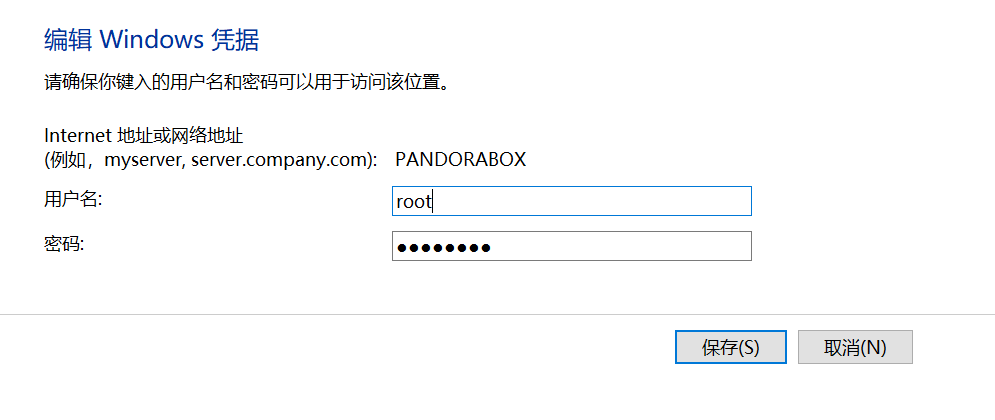 编辑 Windows 凭据
请确保你键入的用户名和密码可以用于访问该位置。
Internet 地址或网络地址
(例如，myserver, server.company.com): PANDORABOX
用户名: root
密码: ●●●●●●●●
保存(S) 取消(N)